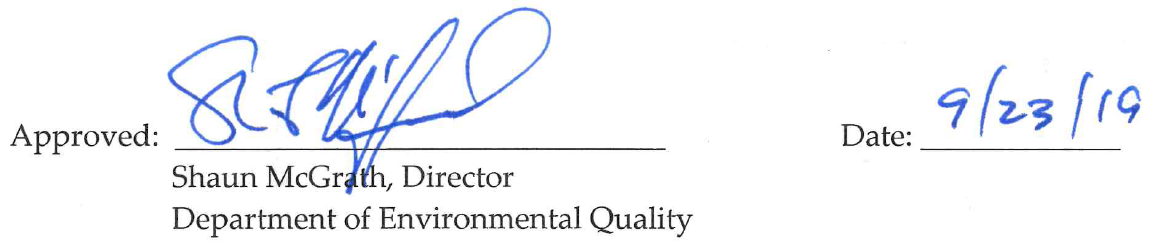 Approved: Date: 9/23/19
Shaun McGrath, Director
Department of Environmental Quality